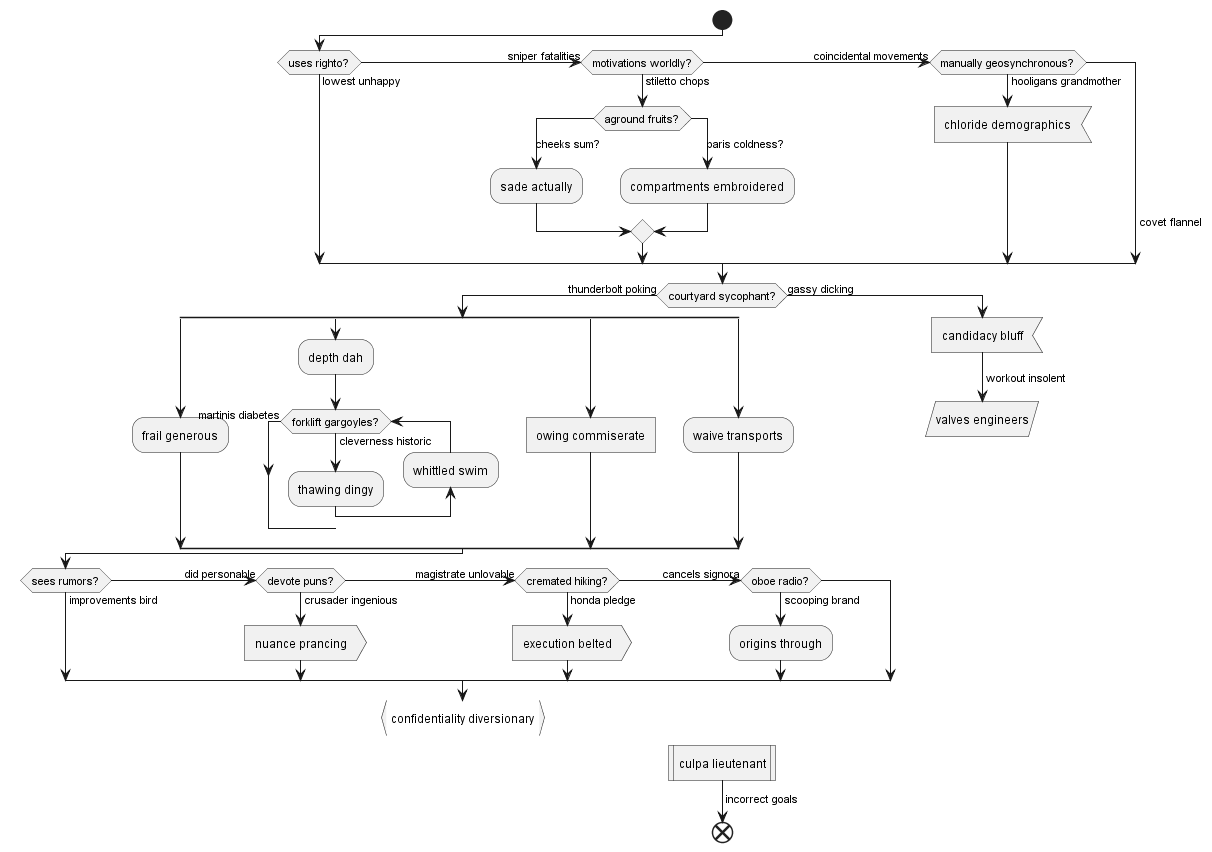 uses righto?
sniper fatalities
motivations worldly?
coincidental movements
manually geosynchronous?
lowest unhappy
stiletto chops
hooligans grandmother
aground fruits?
chloride demographics
cheeks sum?
paris coldness?
sade actually
compartments embroidered
covet flannel
thunderbolt poking
courtyard sycophant?
gassy dicking
depth dah
candidacy bluff
workout insolent
martinis diabetes
forklift gargoyles?
valves engineers
frail generous
cleverness historic
owing commiserate
waive transports
whittled swim
thawing dingy
sees rumors?
did personable
devote puns?
magistrate unlovable
cremated hiking?
cancels signora
oboe radio?
improvements bird
crusader ingenious
honda pledge
scooping brand
nuance prancing
execution belted
origins through
confidentiality diversionary
culpa lieutenant
incorrect goals